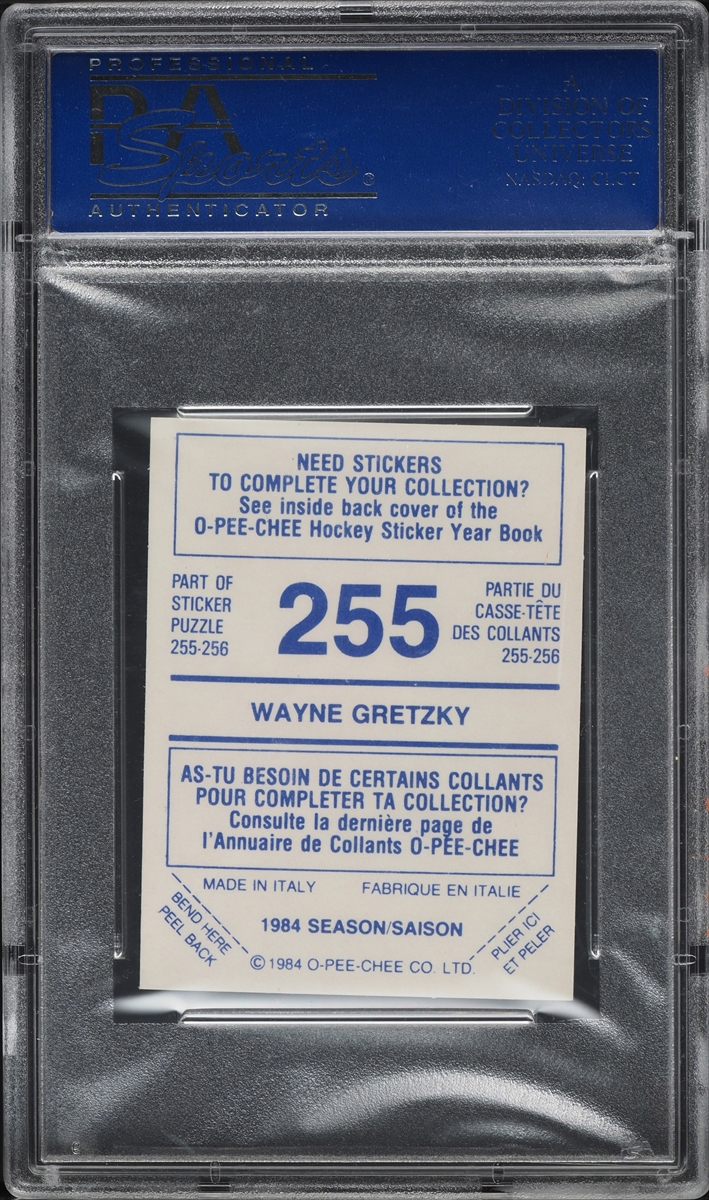 PROFESSIONAL
PSA
Sports ®
AUTHENTICATOR
A
DIVISION OF
COLLECTORS
UNIVERSE
NASDAQ: CLCT
NEED STICKERS
TO COMPLETE YOUR COLLECTION?
See inside back cover of the
O-PEE-CHEE Hockey Sticker Year Book
PART OF
STICKER
PUZZLE
255-256
255
PARTIE DU
CASSE-TÊTE
DES COLLANTS
255-256
WAYNE GRETZKY
AS-TU BESOIN DE CERTAINS COLLANTS
POUR COMPLETER TA COLLECTION?
Consulte la dernière page de
l'Annuaire de Collants O-PEE-CHEE
MADE IN ITALY FABRIQUE EN ITALIE
BEND HERE
PEEL BACK
1984 SEASON/SAISON
© 1984 O-PEE-CHEE CO. LTD.
PLIER ICI
ET PELER
PSA